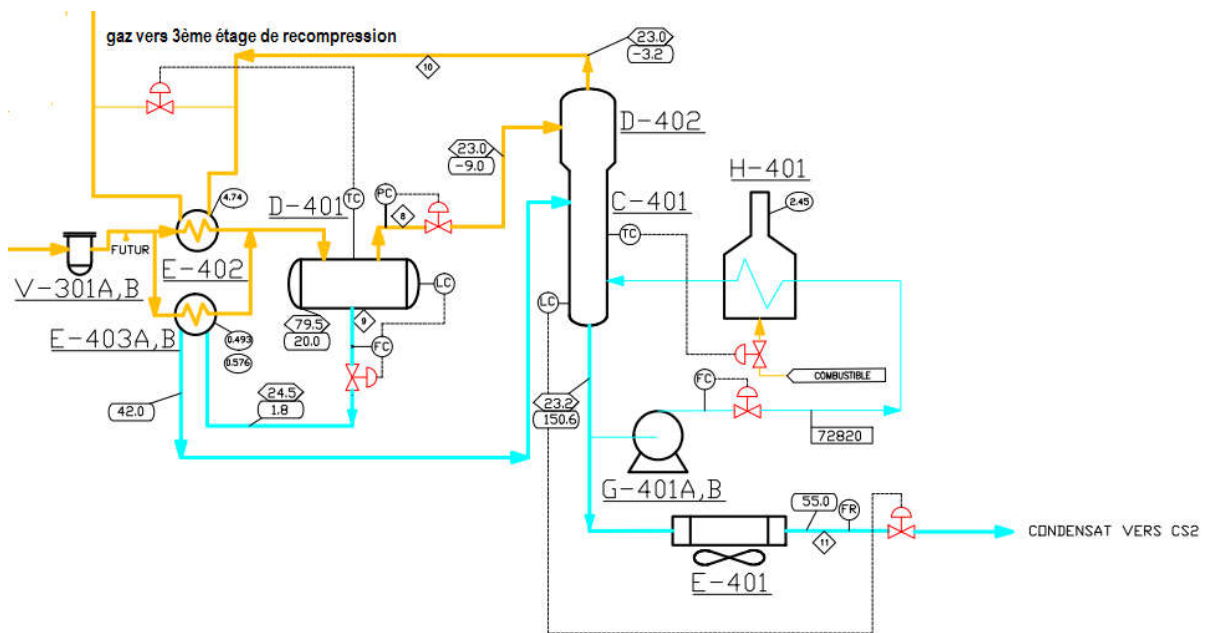 gaz vers 3ème étage de recompression
23.0
-3.2
10
D-402
23.0
-9.0
H-401
4.74
D-401
TC
PC
8
C-401
2.45
TC
FUTUR
E-402
V-301A,B
LC
LC
9
E-403A,B
79.5
20.0
0.493
0.576
FC
COMBUSTIBLE
24.5
1.8
42.0
FC
23.2
150.6
72820
G-401A,B
55.0
FR
11
CONDENSAT VERS CS2
E-401